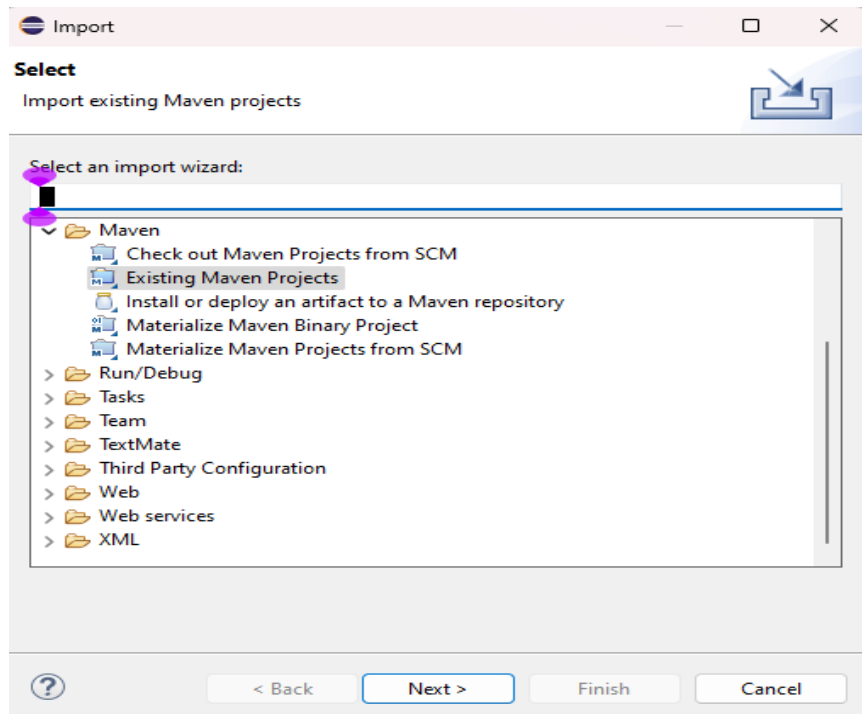 Import
Select
Import existing Maven projects
Select an import wizard:
Maven
Check out Maven Projects from SCM
Existing Maven Projects
Install or deploy an artifact to a Maven repository
Materialize Maven Binary Project
Materialize Maven Projects from SCM
Run/Debug
Tasks
Team
TextMate
Third Party Configuration
Web
Web services
XML
? < Back Next > Finish Cancel